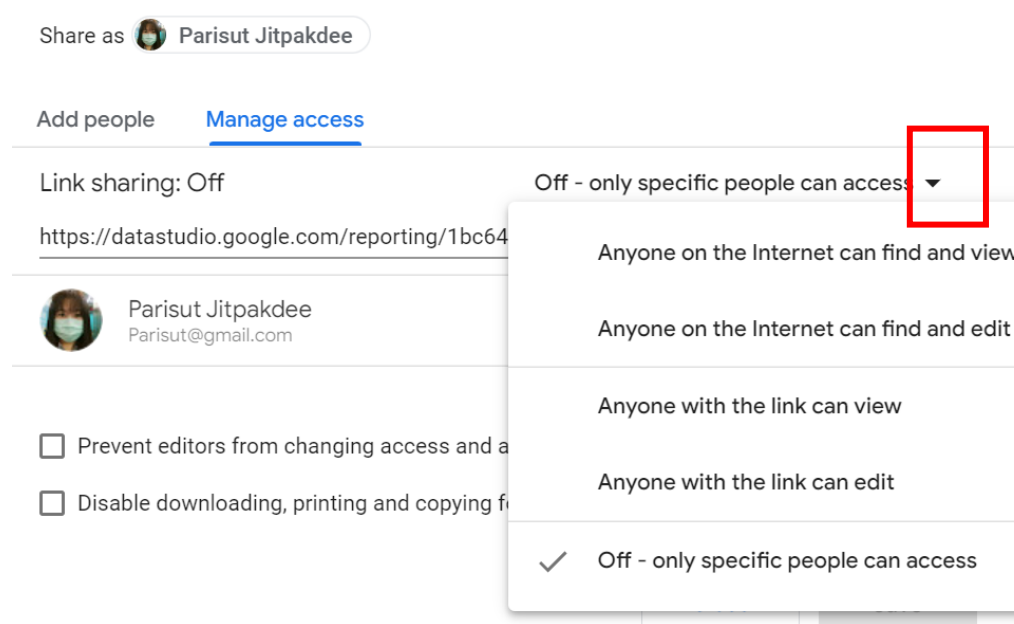 Share as Parisut Jitpakdee
Add people Manage access
Link sharing: Off Off - only specific people can access
https://datastudio.google.com/reporting/1bc64
Anyone on the Internet can find and view
Parisut Jitpakdee
Parisut@gmail.com
Anyone on the Internet can find and edit
Anyone with the link can view
Prevent editors from changing access and a
Anyone with the link can edit
Disable downloading, printing and copying f
Off - only specific people can access